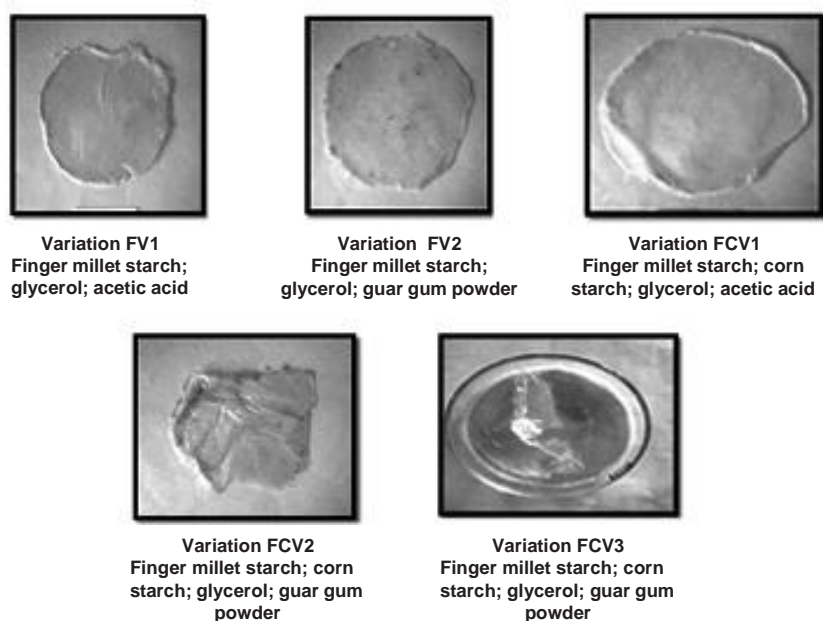 Variation FV1
Finger millet starch;
glycerol; acetic acid
Variation FV2
Finger millet starch;
glycerol; guar gum powder
Variation FCV1
Finger millet starch; corn
starch; glycerol; acetic acid
Variation FCV2
Finger millet starch; corn
starch; glycerol; guar gum
powder
Variation FCV3
Finger millet starch; corn
starch; glycerol; guar gum
powder